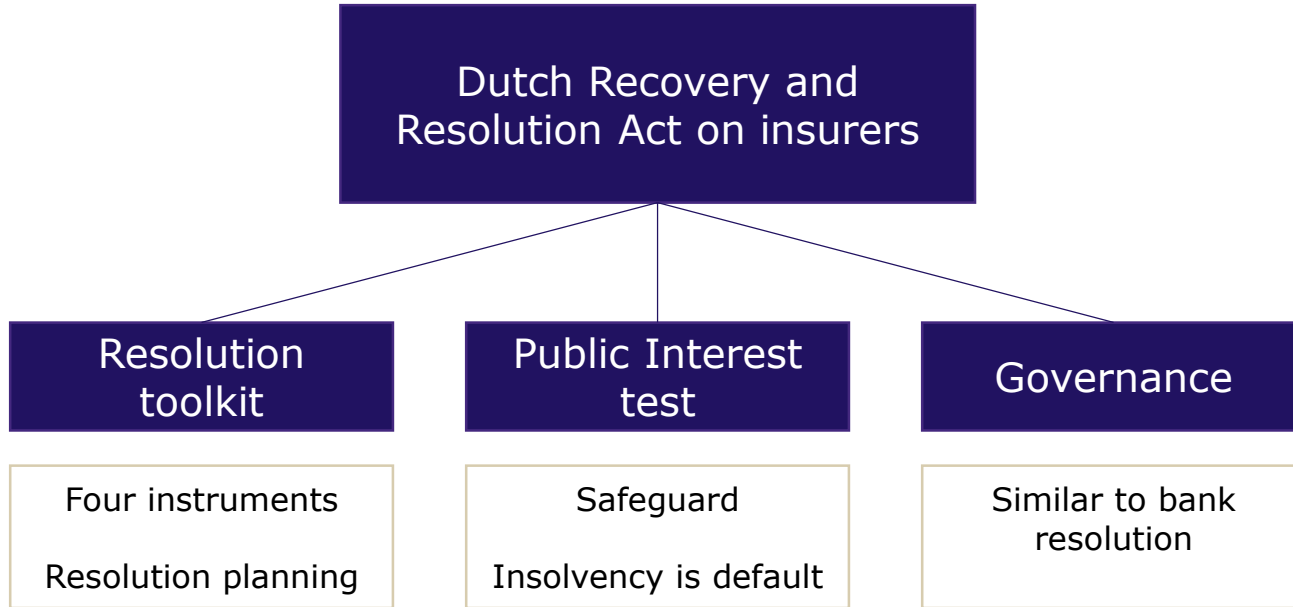 Dutch Recovery and
Resolution Act on insurers
Resolution
toolkit
Public Interest
test
Governance
Four instruments
Resolution planning
Safeguard
Insolvency is default
Similar to bank
resolution